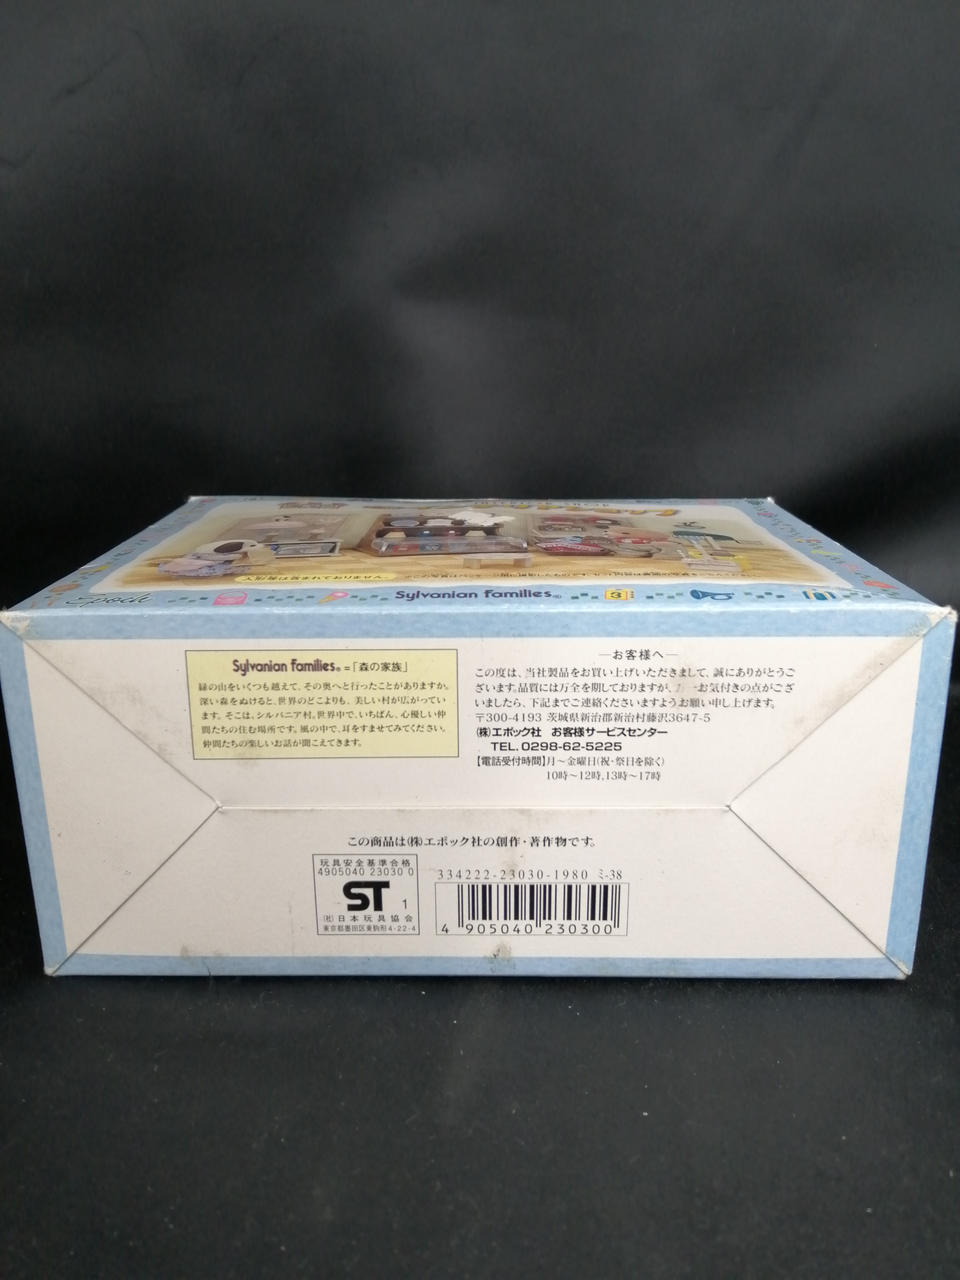 人形等は含まれておりません。
Epoch
Sylvanian Families®
3
Sylvanian Families® =「森の家族」
緑の山をいくつも越えて、その奥へと行ったことがありますか。
深い森をぬけると、世界のどこよりも、美しい村が広がってい
ます。そこは、シルバニア村。世界中で、いちばん、心優しい仲
間たちの住む場所です。風の中で、耳をすませてみてください。
仲間たちの楽しいお話が聞こえてきます。
—お客様へ—
この度は、当社製品をお買い上げいただきまして、誠にありがとうご
ざいます。品質には万全を期しておりますが、万一お気付きの点がござ
いましたら、下記までご連絡くださいますようお願い申し上げます。
〒300-4193 茨城県新治郡新治村藤沢3647-5
(株)エポック社 お客様サービスセンター
TEL. 0298-62-5225
【電話受付時間】月〜金曜日(祝・祭日を除く)
10時〜12時,13時〜17時
この商品は(株)エポック社の創作・著作物です。
玩具安全基準合格
4905040 23030 0
ST 1
(社)日本玩具協会
東京都墨田区東駒形4-22-4
334222-23030-1980 ミ-38
4 905040 230300